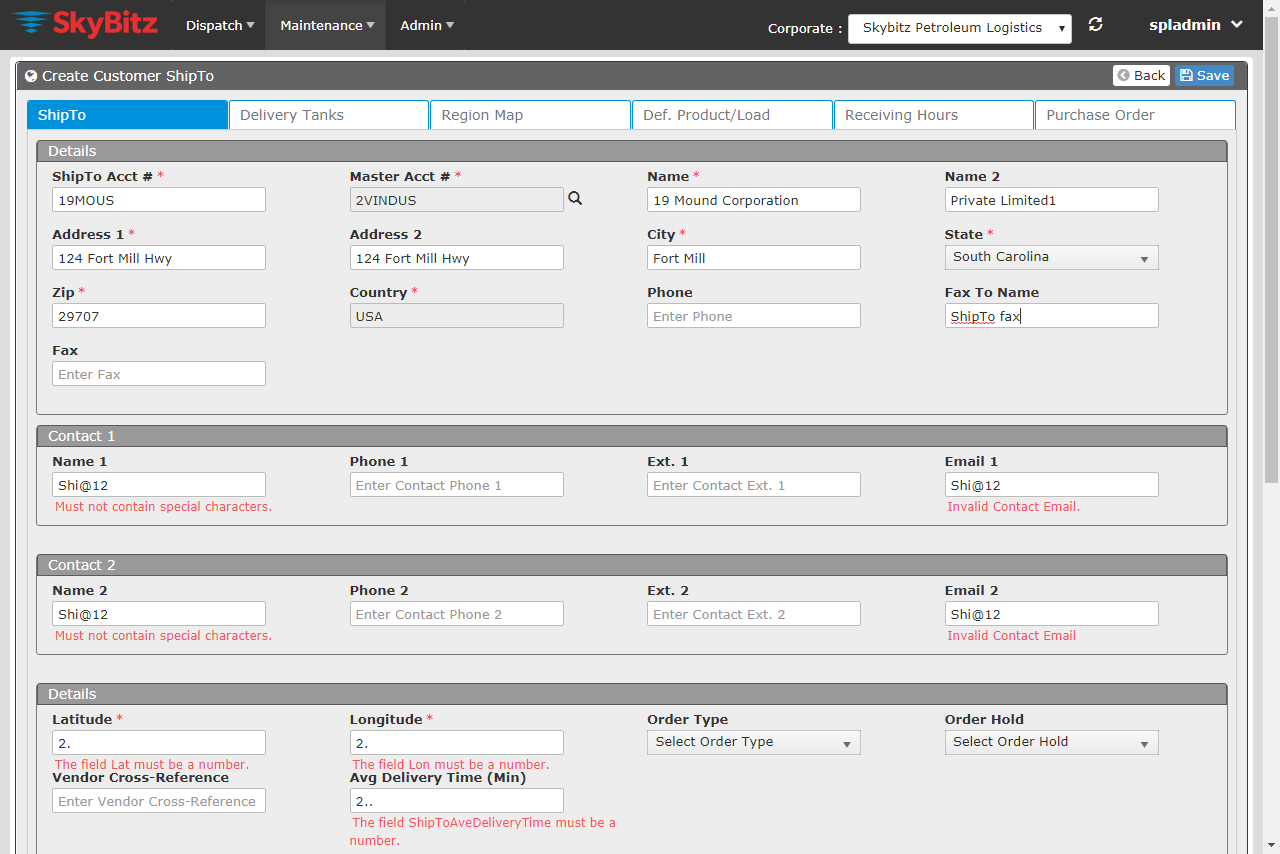 SkyBitz Dispatch Maintenance Admin Corporate : Skybitz Petroleum Logistics spladmin
Create Customer ShipTo Back Save
ShipTo Delivery Tanks Region Map Def. Product/Load Receiving Hours Purchase Order
Details
ShipTo Acct # * Master Acct # * Name * Name 2
19MOUS 2VINDUS 19 Mound Corporation Private Limited1
Address 1 * Address 2 City * State *
124 Fort Mill Hwy 124 Fort Mill Hwy Fort Mill South Carolina
Zip * Country * Phone Fax To Name
29707 USA Enter Phone ShipTo fax
Fax
Enter Fax
Contact 1
Name 1 Phone 1 Ext. 1 Email 1
Shi@12 Enter Contact Phone 1 Enter Contact Ext. 1 Shi@12
Must not contain special characters. Invalid Contact Email.
Contact 2
Name 2 Phone 2 Ext. 2 Email 2
Shi@12 Enter Contact Phone 2 Enter Contact Ext. 2 Shi@12
Must not contain special characters. Invalid Contact Email
Details
Latitude * Longitude * Order Type Order Hold
2. 2. Select Order Type Select Order Hold
The field Lat must be a number. The field Lon must be a number.
Vendor Cross-Reference Avg Delivery Time (Min)
Enter Vendor Cross-Reference 2..
The field ShipToAveDeliveryTime must be a
number.